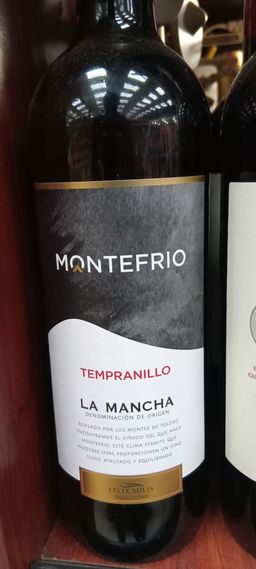 MONTEFRIO
TEMPRANILLO
LA MANCHA
DENOMINACIÓN DE ORIGEN
RODEADO POR LOS MONTES DE TOLEDO
ENCONTRAMOS EL VIÑEDO DEL QUE NACE
MONTEFRIO. ESTE CLIMA PERMITE QUE
NUESTRAS UVAS PROPORCIONEN UN VINO
SUAVE, AFRUTADO Y EQUILIBRADO
FELIX SOLIS